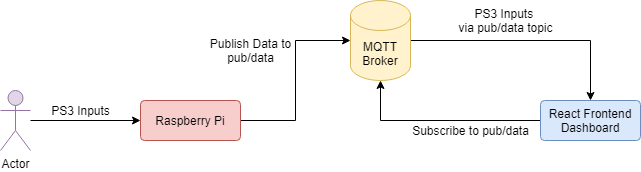 Actor
PS3 Inputs
Raspberry Pi
Publish Data to
pub/data
MQTT
Broker
PS3 Inputs
via pub/data topic
Subscribe to pub/data
React Frontend
Dashboard